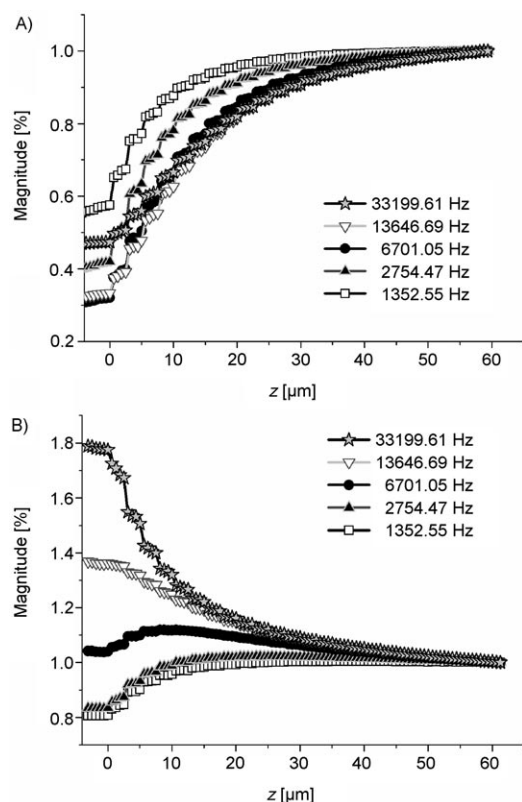 A)
1.0
0.8
0.6
0.4
0.2
Magnitude [%]
33199.61 Hz
13646.69 Hz
6701.05 Hz
2754.47 Hz
1352.55 Hz
0 10 20 30 40 50 60
z [µm]
B)
1.8
1.6
1.4
1.2
1.0
0.8
Magnitude [%]
33199.61 Hz
13646.69 Hz
6701.05 Hz
2754.47 Hz
1352.55 Hz
0 10 20 30 40 50 60
z [µm]